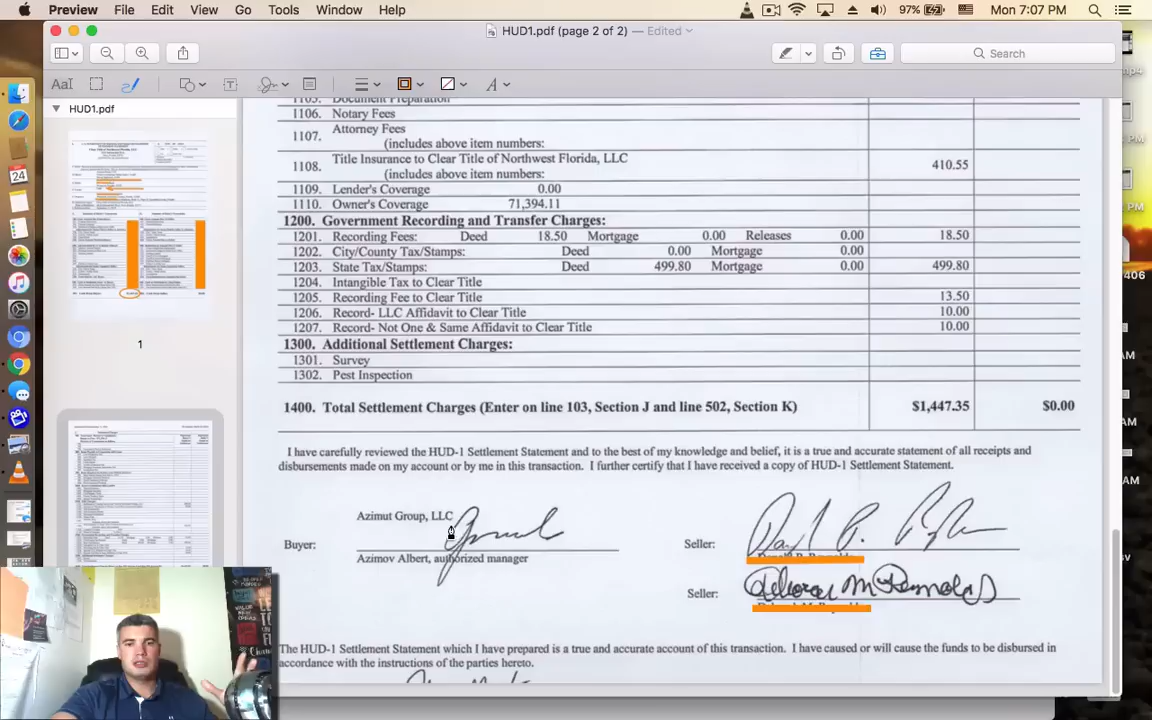 Preview File Edit View Go Tools Window Help 97% Mon 7:07 PM
HUD1.pdf (page 2 of 2) — Edited
Search
HUD1.pdf
1
24
406
1105. Document Preparation
1106. Notary Fees
1107. Attorney Fees
(includes above item numbers:
1108. Title Insurance to Clear Title of Northwest Florida, LLC 410.55
(includes above item numbers:
1109. Lender's Coverage 0.00
1110. Owner's Coverage 71,394.11
1200. Government Recording and Transfer Charges:
1201. Recording Fees: Deed 18.50 Mortgage 0.00 Releases 0.00 18.50
1202. City/County Tax/Stamps: Deed 0.00 Mortgage 0.00
1203. State Tax/Stamps: Deed 499.80 Mortgage 0.00 499.80
1204. Intangible Tax to Clear Title
1205. Recording Fee to Clear Title 13.50
1206. Record- LLC Affidavit to Clear Title 10.00
1207. Record- Not One & Same Affidavit to Clear Title 10.00
1300. Additional Settlement Charges:
1301. Survey
1302. Pest Inspection
1400. Total Settlement Charges (Enter on line 103, Section J and line 502, Section K) $1,447.35 $0.00
I have carefully reviewed the HUD-1 Settlement Statement and to the best of my knowledge and belief, it is a true and accurate statement of all receipts and
disbursements made on my account or by me in this transaction. I further certify that I have received a copy of HUD-1 Settlement Statement.
Azimut Group, LLC
Buyer: Seller:
Azimov Albert, authorized manager
Seller:
The HUD-1 Settlement Statement which I have prepared is a true and accurate account of this transaction. I have caused or will cause the funds to be disbursed in
accordance with the instructions of the parties hereto.